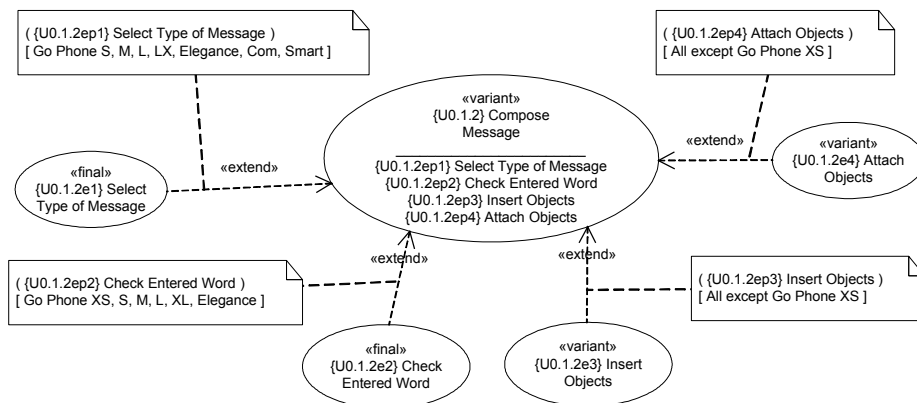 ( {U0.1.2ep1} Select Type of Message )
[ Go Phone S, M, L, LX, Elegance, Com, Smart ]
( {U0.1.2ep4} Attach Objects )
[ All except Go Phone XS ]
«variant»
{U0.1.2} Compose
Message
{U0.1.2ep1} Select Type of Message
{U0.1.2ep2} Check Entered Word
{U0.1.2ep3} Insert Objects
{U0.1.2ep4} Attach Objects
«extend»
«extend»
«final»
{U0.1.2e1} Select
Type of Message
«variant»
{U0.1.2e4} Attach
Objects
«extend»
«extend»
( {U0.1.2ep2} Check Entered Word )
[ Go Phone XS, S, M, L, XL, Elegance ]
( {U0.1.2ep3} Insert Objects )
[ All except Go Phone XS ]
«final»
{U0.1.2e2} Check
Entered Word
«variant»
{U0.1.2e3} Insert
Objects